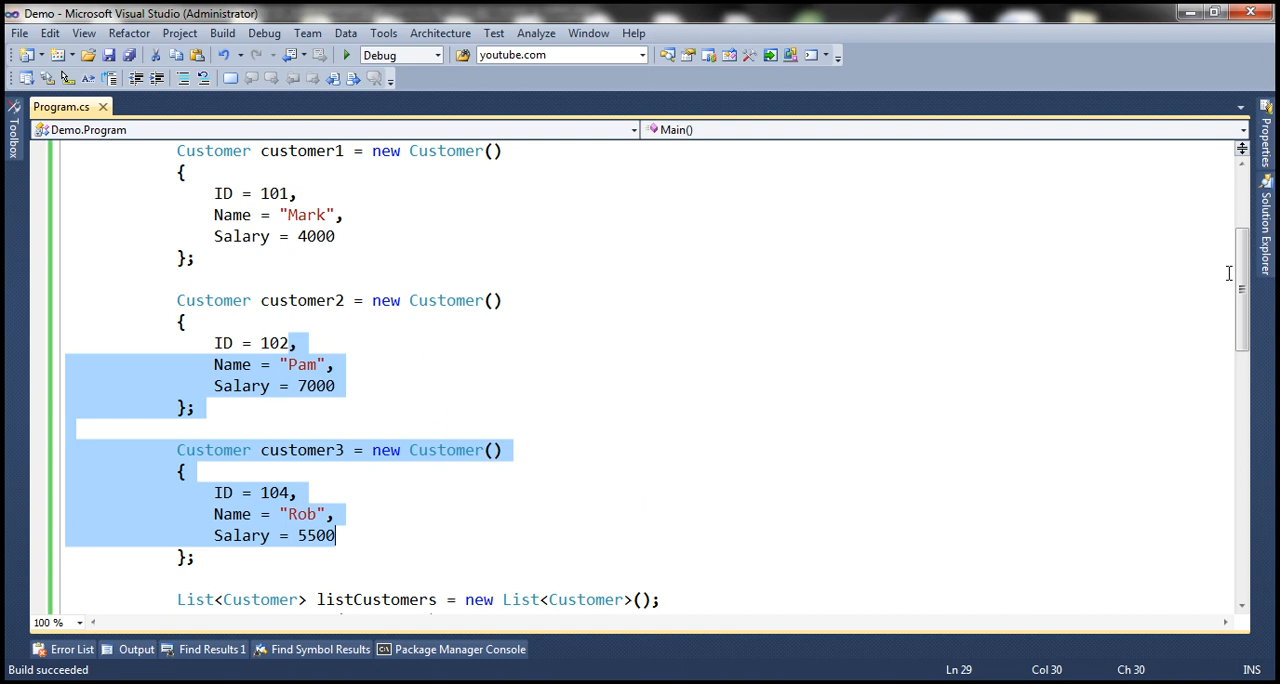 Demo - Microsoft Visual Studio (Administrator)
File Edit View Refactor Project Build Debug Team Data Tools Architecture Test Analyze Window Help
Debug youtube.com
Program.cs
Demo.Program Main()
Toolbox
Properties
Solution Explorer
Customer customer1 = new Customer()
{
ID = 101,
Name = "Mark",
Salary = 4000
};
Customer customer2 = new Customer()
{
ID = 102,
Name = "Pam",
Salary = 7000
};
Customer customer3 = new Customer()
{
ID = 104,
Name = "Rob",
Salary = 5500
};
List<Customer> listCustomers = new List<Customer>();
100 %
Error List Output Find Results 1 Find Symbol Results Package Manager Console
Build succeeded Ln 29 Col 30 Ch 30 INS